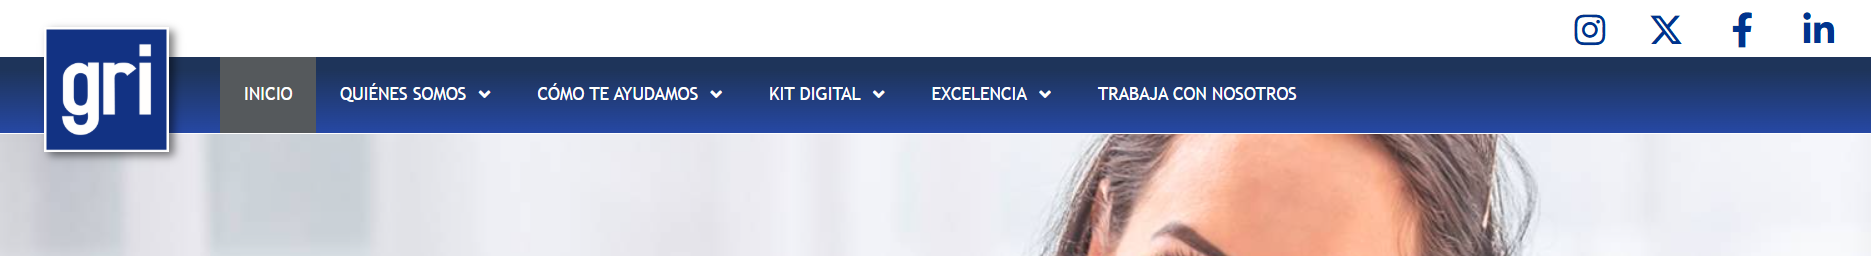 gri
INICIO QUIÉNES SOMOS CÓMO TE AYUDAMOS KIT DIGITAL EXCELENCIA TRABAJA CON NOSOTROS